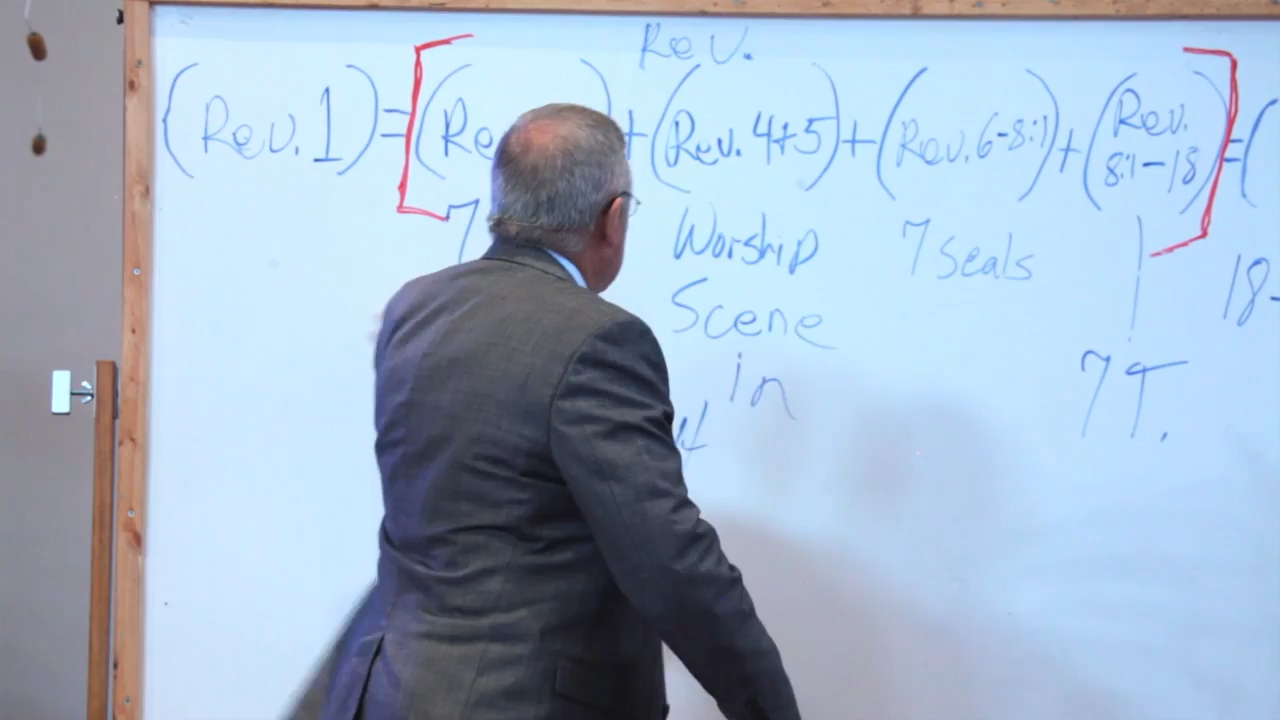 Rev.
(Rev. 1) = [(Re + (Rev. 4+5) + (Rev. 6-8:1) + (Rev. 8:1-18)] = (
7 Worship 7 Seals 18-
Scene
in 7 T.